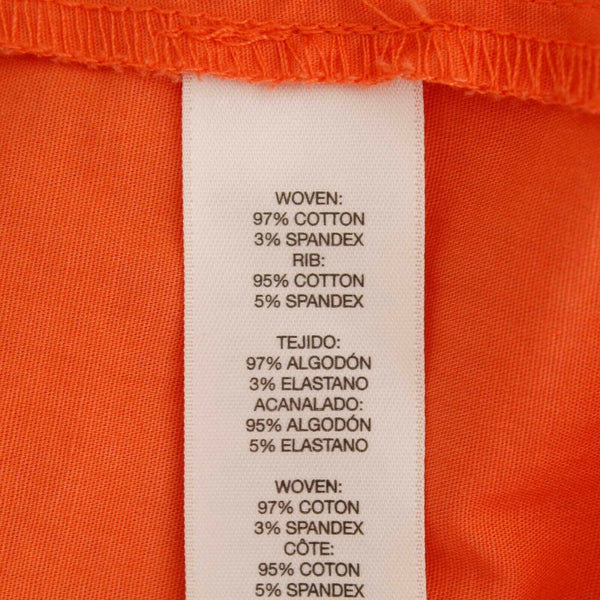 WOVEN:
97% COTTON
3% SPANDEX
RIB:
95% COTTON
5% SPANDEX
TEJIDO:
97% ALGODÓN
3% ELASTANO
ACANALADO:
95% ALGODÓN
5% ELASTANO
WOVEN:
97% COTON
3% SPANDEX
CÔTE:
95% COTON
5% SPANDEX